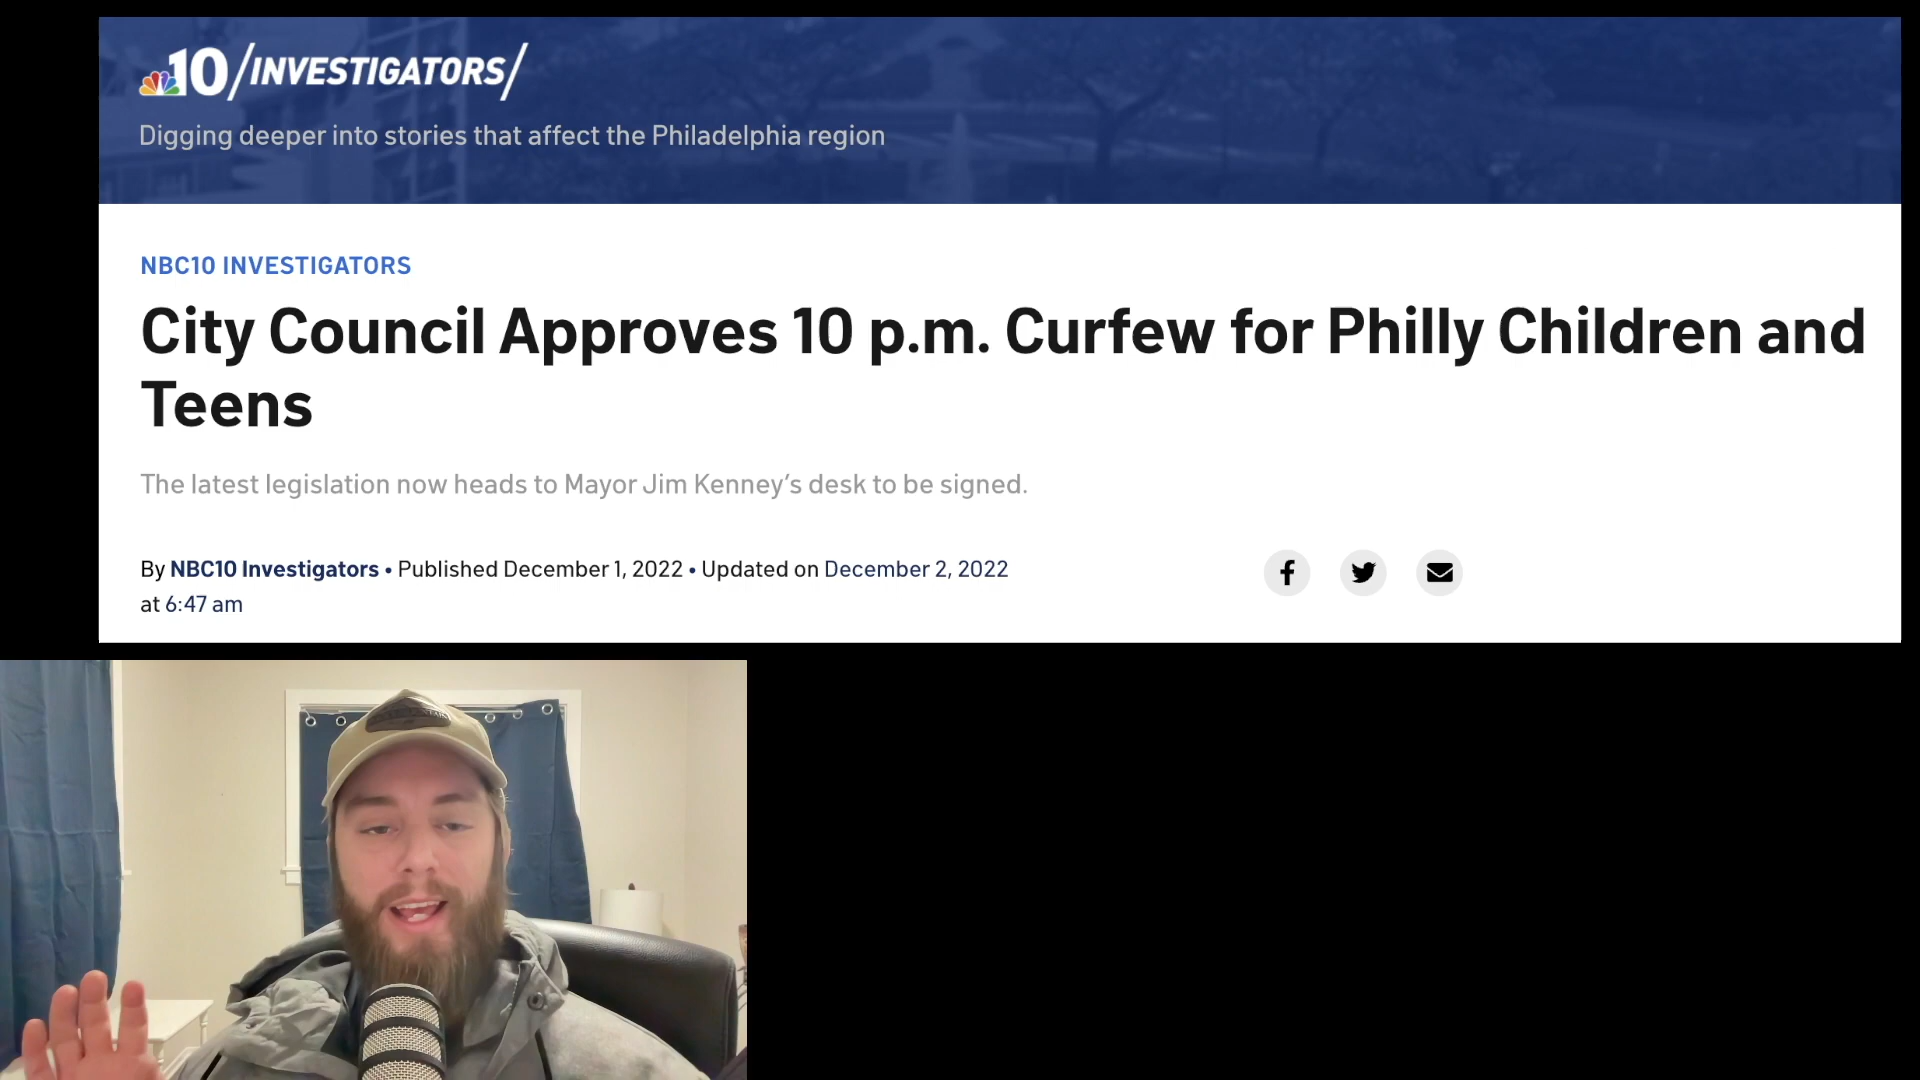 10/INVESTIGATORS/
Digging deeper into stories that affect the Philadelphia region
NBC10 INVESTIGATORS
City Council Approves 10 p.m. Curfew for Philly Children and
Teens
The latest legislation now heads to Mayor Jim Kenney's desk to be signed.
By NBC10 Investigators • Published December 1, 2022 • Updated on December 2, 2022
at 6:47 am